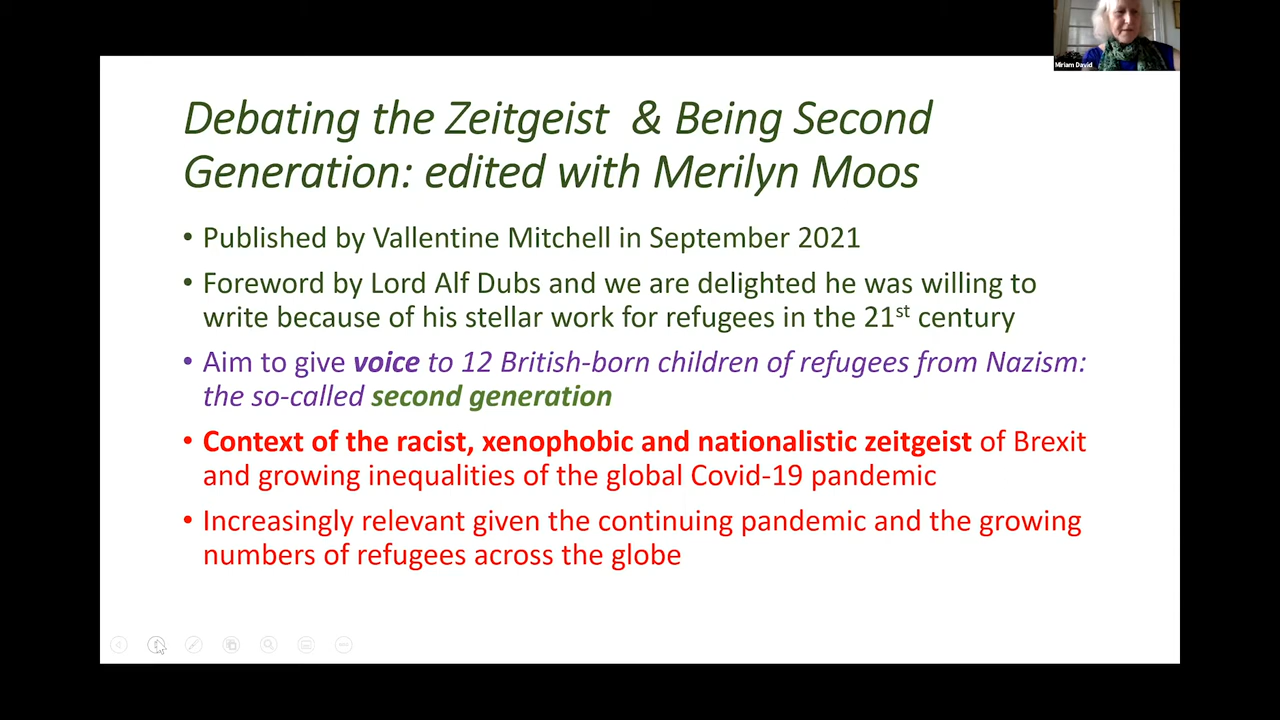 Miriam David
Debating the Zeitgeist  & Being Second
Generation: edited with Merilyn Moos
• Published by Vallentine Mitchell in September 2021
• Foreword by Lord Alf Dubs and we are delighted he was willing to
write because of his stellar work for refugees in the 21st century
• Aim to give voice to 12 British-born children of refugees from Nazism:
the so-called second generation
• Context of the racist, xenophobic and nationalistic zeitgeist of Brexit
and growing inequalities of the global Covid-19 pandemic
• Increasingly relevant given the continuing pandemic and the growing
numbers of refugees across the globe